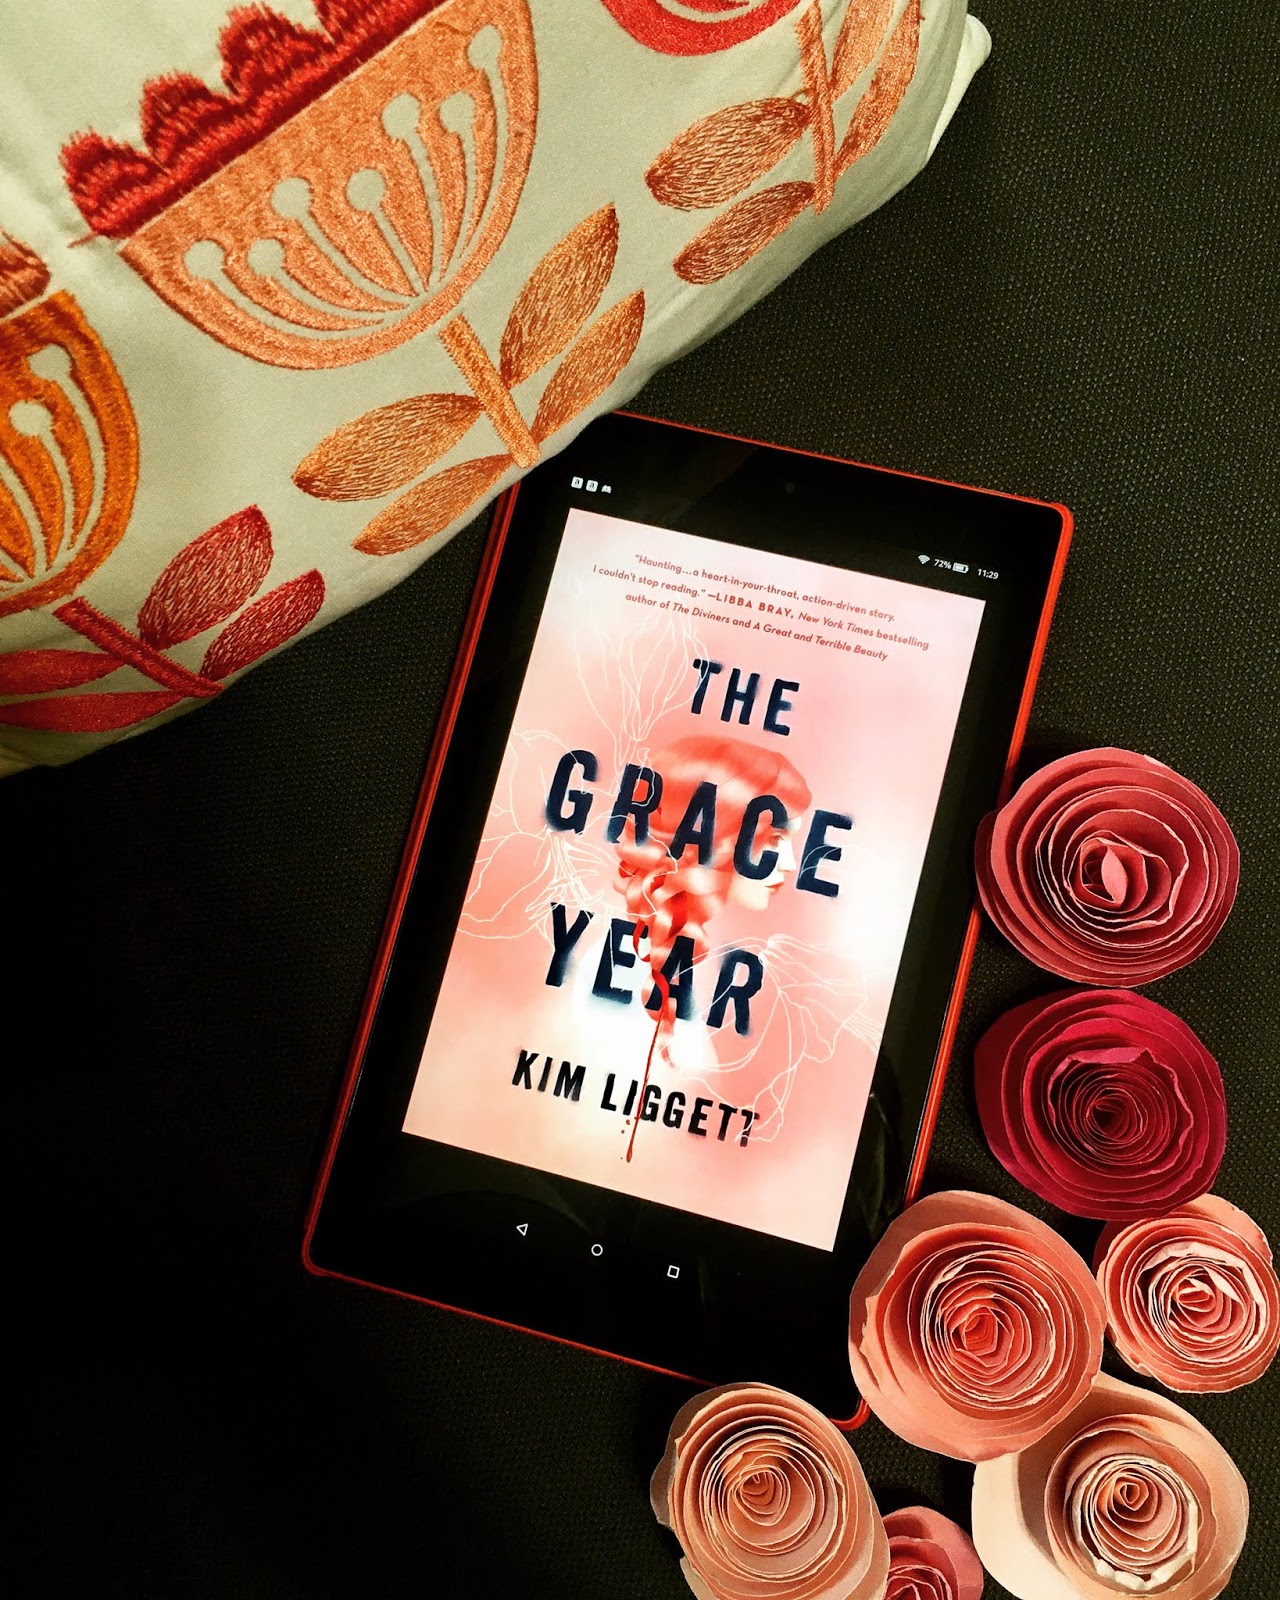 72% 11:29
"Haunting...a heart-in-your-throat, action-driven story.
I couldn't stop reading." —LIBBA BRAY, New York Times bestselling
author of The Diviners and A Great and Terrible Beauty
THE
GRACE
YEAR
KIM LIGGETT